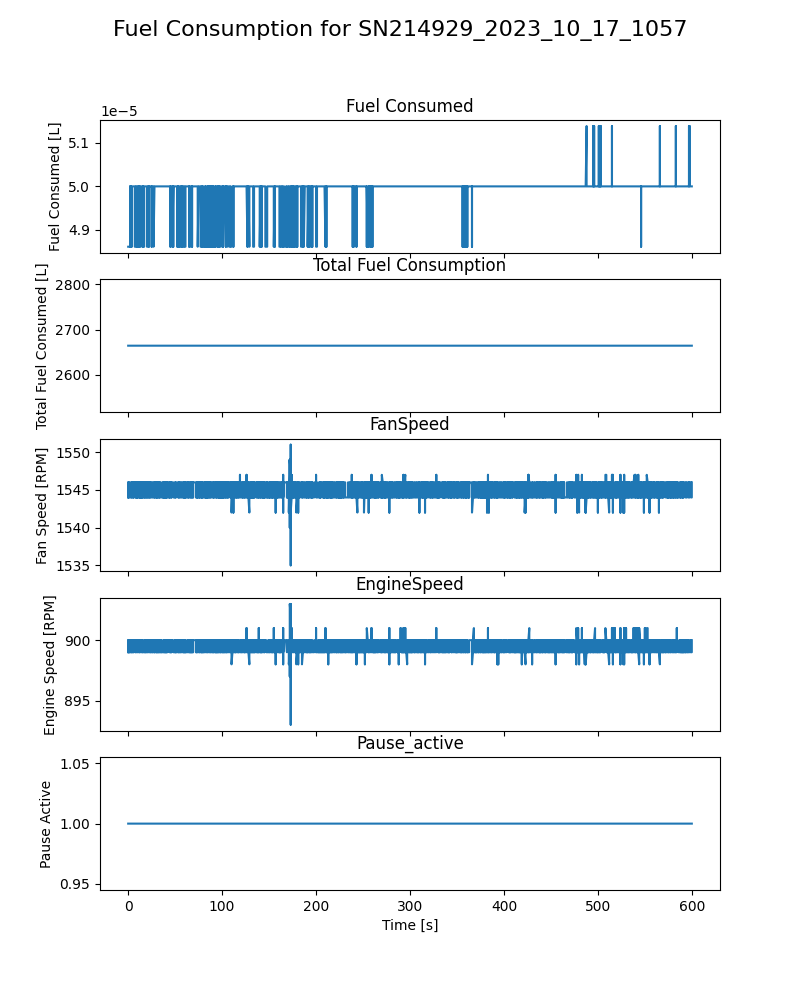 Fuel Consumption for SN214929_2023_10_17_1057
Fuel Consumed
1e−5
Fuel Consumed [L]
5.1
5.0
4.9
Total Fuel Consumption
Total Fuel Consumed [L]
2800
2700
2600
FanSpeed
Fan Speed [RPM]
1550
1545
1540
1535
EngineSpeed
Engine Speed [RPM]
900
895
Pause_active
Pause Active
1.05
1.00
0.95
0 100 200 300 400 500 600
Time [s]